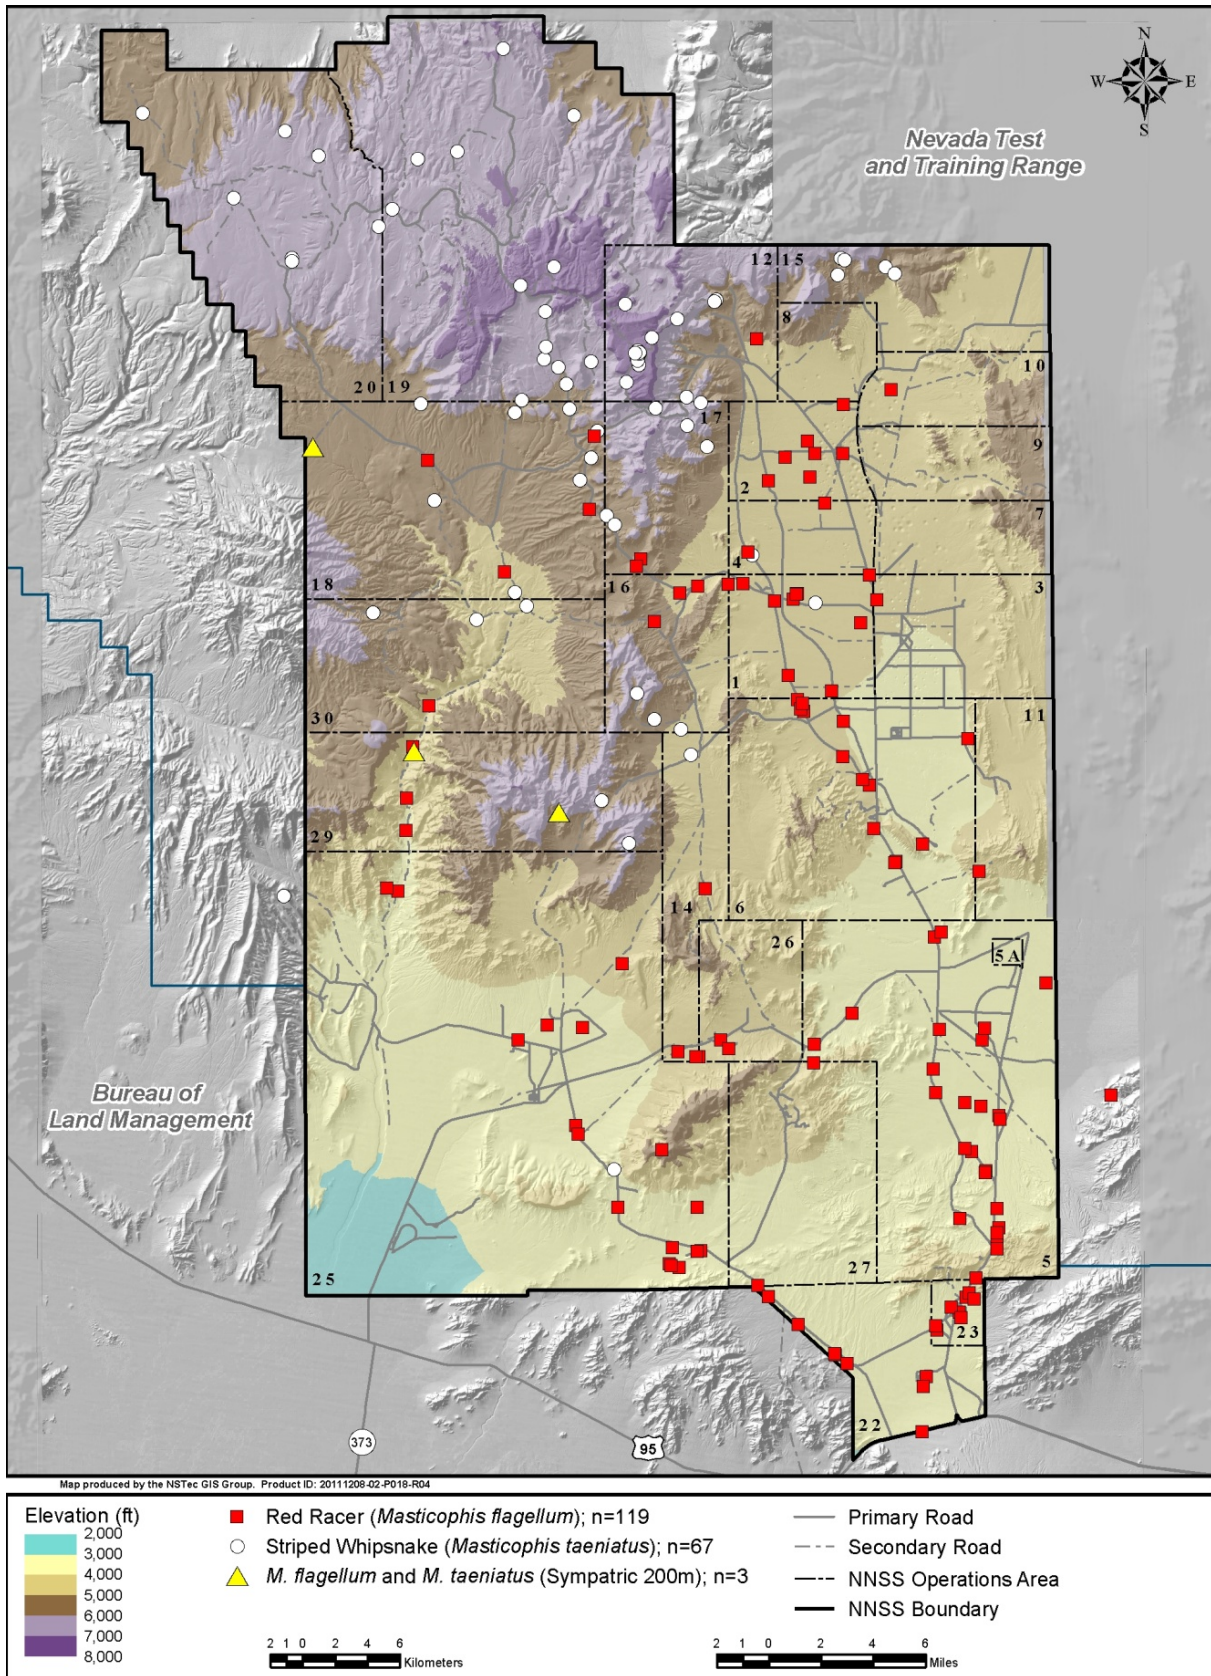 N
W E
S
Nevada Test
and Training Range
12 15
8
10
20 19
17
9
2
7
4
18
16
3
1
30
11
29
14
6
26
5A
Bureau of
Land Management
25
27
5
23
22
373
95
Map produced by the NSTec GIS Group. Product ID: 20111208-02-P018-R04
Elevation (ft)
2,000
3,000
4,000
5,000
6,000
7,000
8,000
Red Racer (Masticophis flagellum); n=119
Striped Whipsnake (Masticophis taeniatus); n=67
M. flagellum and M. taeniatus (Sympatric 200m); n=3
Primary Road
Secondary Road
NNSS Operations Area
NNSS Boundary
2 1 0 2 4 6
Kilometers
2 0 2 4 6
Miles